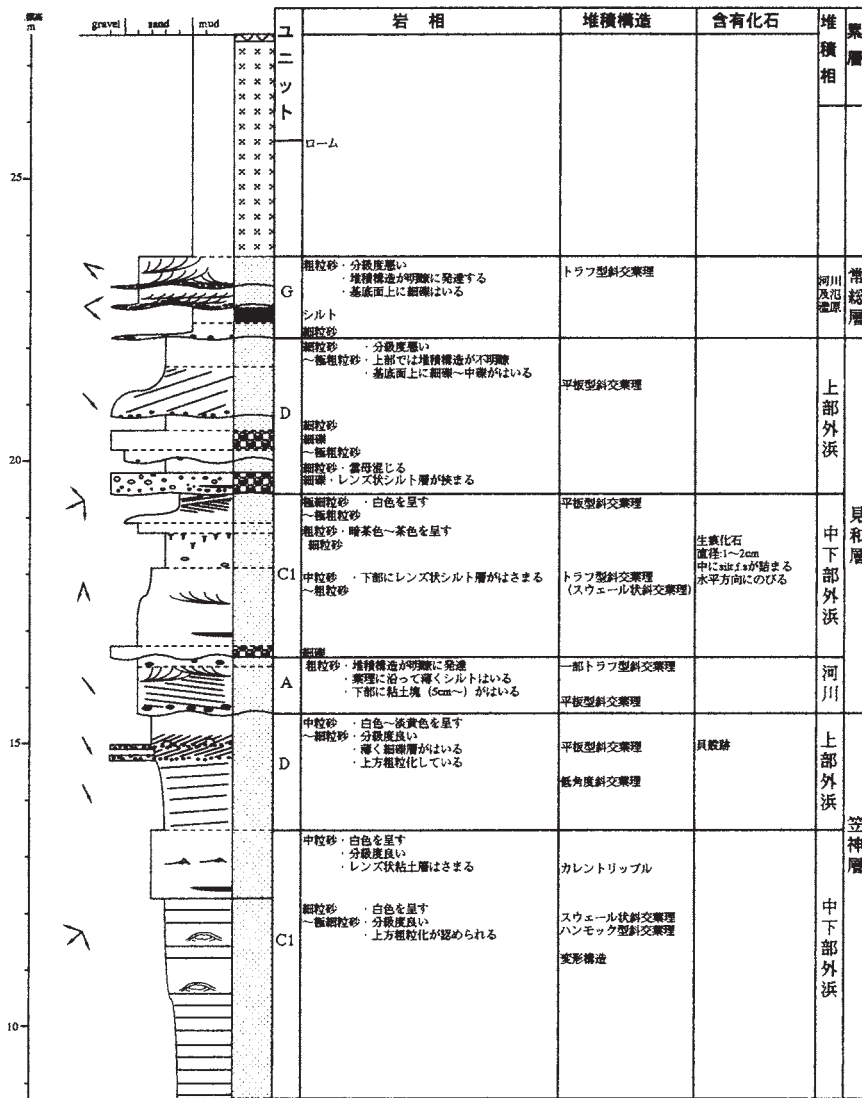 標高
m
gravel sand mud
ユニット
岩相
堆積構造
含有化石
堆積相
累層
ローム
25
G
粗粒砂・分級度悪い
・堆積構造が明瞭に発達する
・基底面上に細礫はいる
シルト
細粒砂
トラフ型斜交葉理
河川及氾濫原
常総層
D
細粒砂 ・分級度悪い
〜極粗粒砂・上部では堆積構造が不明瞭
・基底面上に細礫〜中礫がはいる
細粒砂
細礫
〜極粗粒砂
細粒砂・雲母混じる
細礫・レンズ状シルト層が挟まる
平板型斜交葉理
上部外浜
20
C1
極細粒砂・白色を呈す
〜極粗粒砂
粗粒砂・暗茶色〜茶色を呈す
細粒砂
中粒砂 ・下部にレンズ状シルト層がはさまる
〜粗粒砂
細礫
平板型斜交葉理
トラフ型斜交葉理
(スウェール状斜交葉理)
生痕化石
直径:1〜2cm
中にsilt,f.sが詰まる
水平方向にのびる
中下部外浜
見和層
A
粗粒砂・堆積構造が明瞭に発達
・葉理に沿って薄くシルトはいる
・下部に粘土塊(5cm〜)がはいる
一部トラフ型斜交葉理
平板型斜交葉理
河川
15
D
中粒砂 ・白色〜淡黄色を呈す
〜細粒砂・分級度良い
・薄く細礫層がはいる
・上方粗粒化している
平板型斜交葉理
低角度斜交葉理
貝殻跡
上部外浜
笠神層
C1
中粒砂・白色を呈す
・分級度良い
・レンズ状粘土層はさまる
カレントリップル
細粒砂 ・白色を呈す
〜極細粒砂・分級度良い
・上方粗粒化が認められる
スウェール状斜交葉理
ハンモック型斜交葉理
変形構造
中下部外浜
10